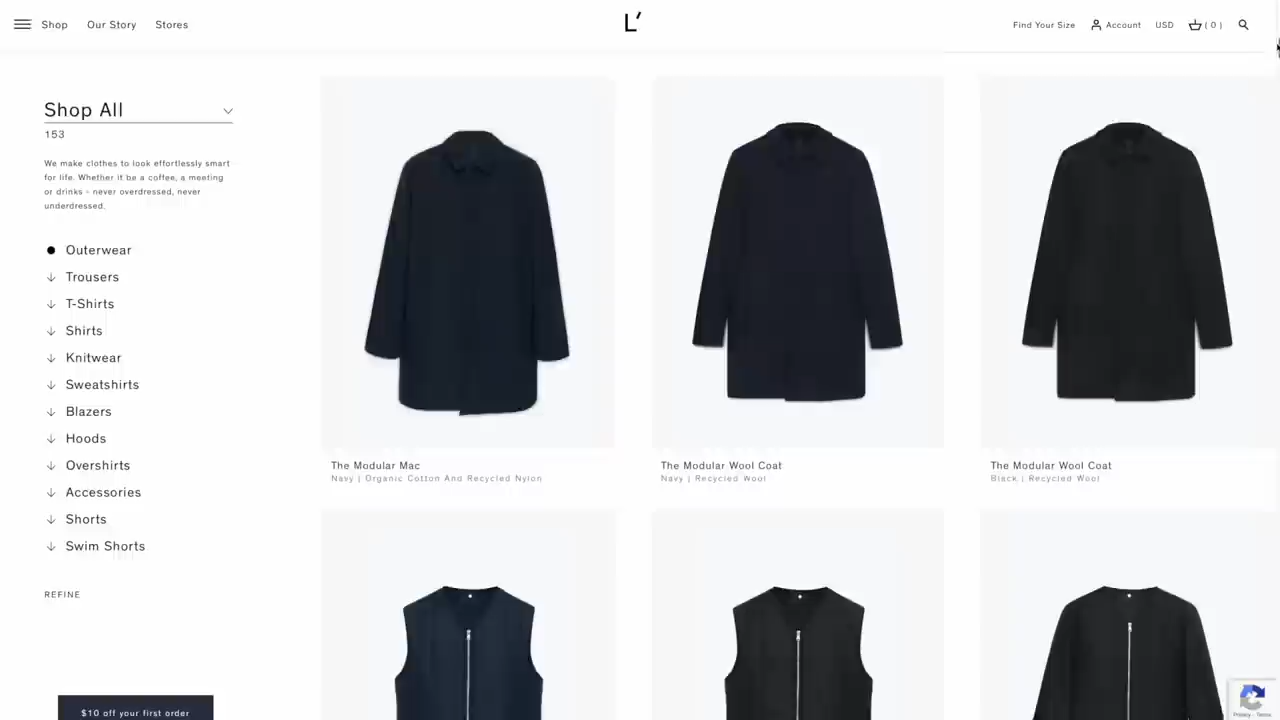 Shop
Our Story
Stores
L'
Find Your Size
Account
USD
( 0 )
Shop All
153
We make clothes to look effortlessly smart
for life. Whether it be a coffee, a meeting
or drinks - never overdressed, never
underdressed.
Outerwear
Trousers
T-Shirts
Shirts
Knitwear
Sweatshirts
Blazers
Hoods
Overshirts
Accessories
Shorts
Swim Shorts
REFINE
$10 off your first order
The Modular Mac
Navy | Organic Cotton And Recycled Nylon
The Modular Wool Coat
Navy | Recycled Wool
The Modular Wool Coat
Black | Recycled Wool
Privacy - Terms